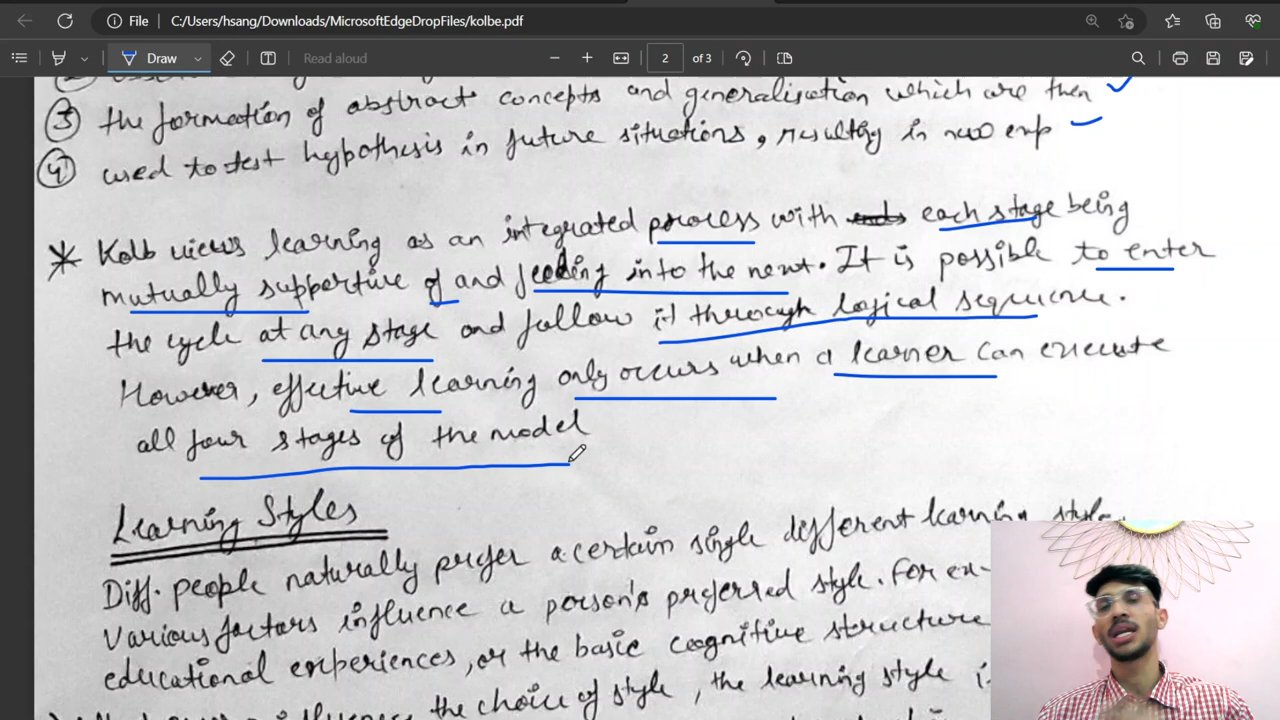 File C:/Users/hsang/Downloads/MicrosoftEdgeDropFiles/kolbe.pdf
Draw Read aloud 2 of 3
③ the formation of abstract concepts and generalisation which are then
④ used to test hypothesis in future situations, resulting in new exp
* Kolb views learning as an integrated process with each stage being
mutually supportive of and feeding into the next. It is possible to enter
the cycle at any stage and follow it through logical sequence.
However, effective learning only occurs when a learner can execute
all four stages of the model
Learning Styles
Diff. people naturally prefer a certain single different learning style.
Various factors influence a person's preferred style. For ex-
educational experiences, or the basic cognitive structure
the choice of style, the learning style